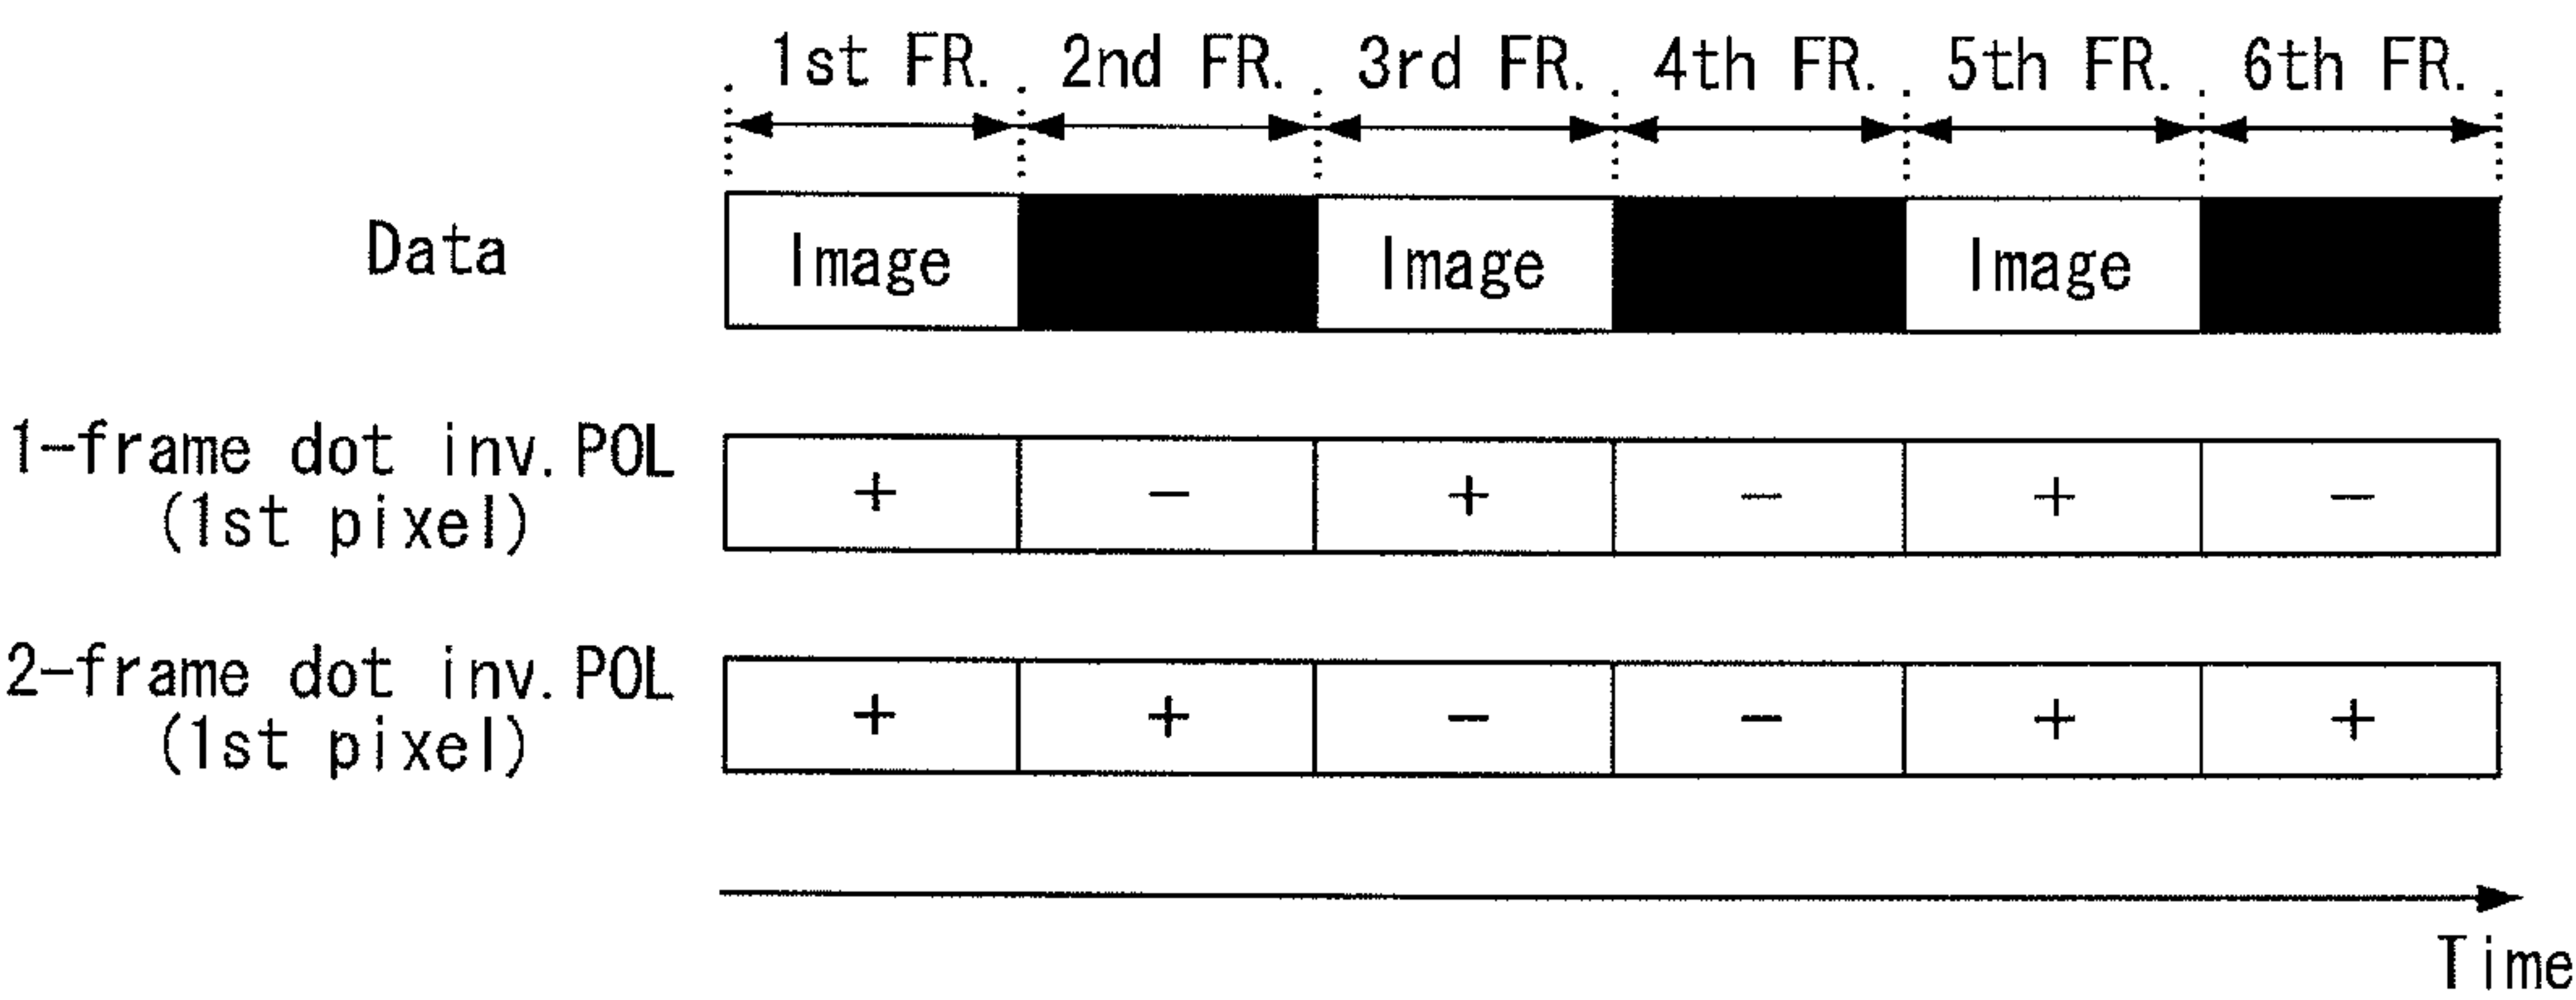 1st FR. 2nd FR. 3rd FR. 4th FR. 5th FR. 6th FR.
Data Image Image Image
1-frame dot inv. POL
(1st pixel)
+ − + − + −
2-frame dot inv. POL
(1st pixel)
+ + − − + +
Time